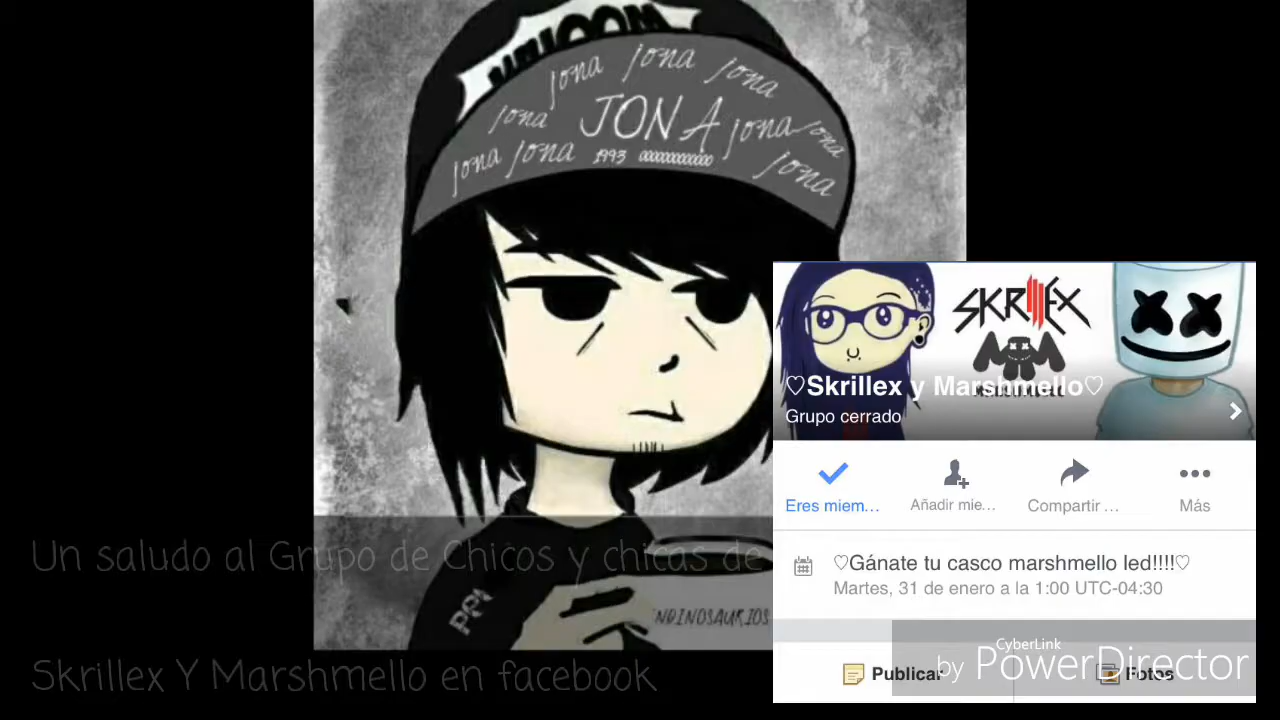 jona jona jona
jona JONA jona jona
jona jona 1993 jona
♡Skrillex y Marshmello♡
Grupo cerrado
SKRILLEX
Eres miem... Añadir mie... Compartir ... Más
♡Gánate tu casco marshmello led!!!!♡
Martes, 31 de enero a la 1:00 UTC-04:30
Un saludo al Grupo de Chicos y chicas de
Skrillex Y Marshmello en facebook
Publicar Fotos
CyberLink
by PowerDirector